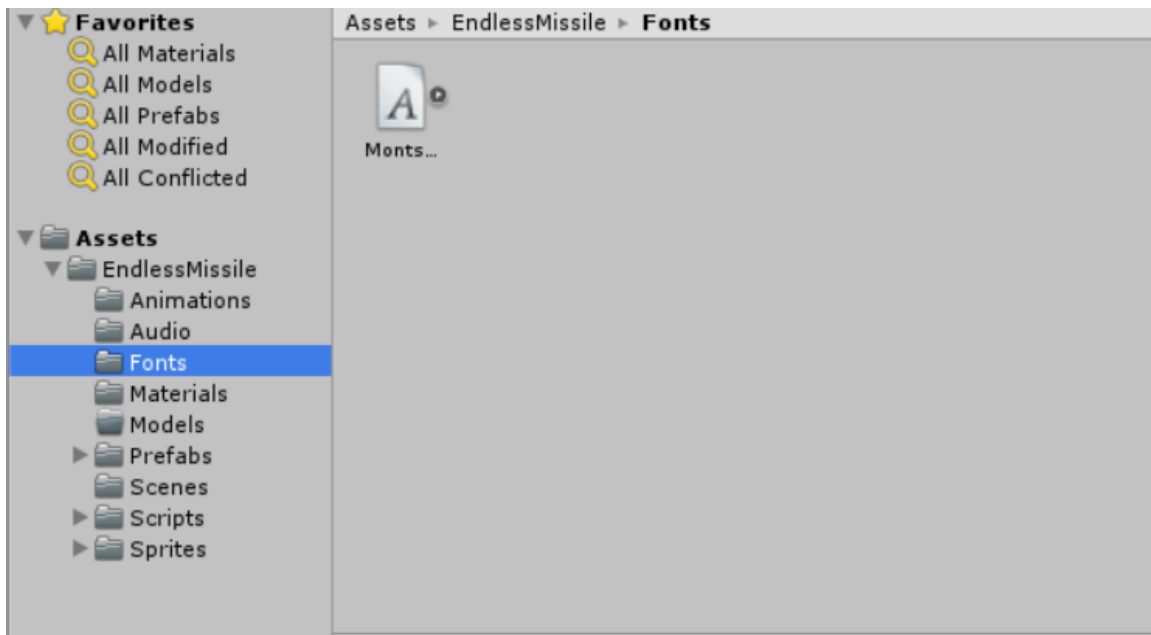 Favorites
All Materials
All Models
All Prefabs
All Modified
All Conflicted
Assets
EndlessMissile
Animations
Audio
Fonts
Materials
Models
Prefabs
Scenes
Scripts
Sprites
Assets ▸ EndlessMissile ▸ Fonts
A
Monts...